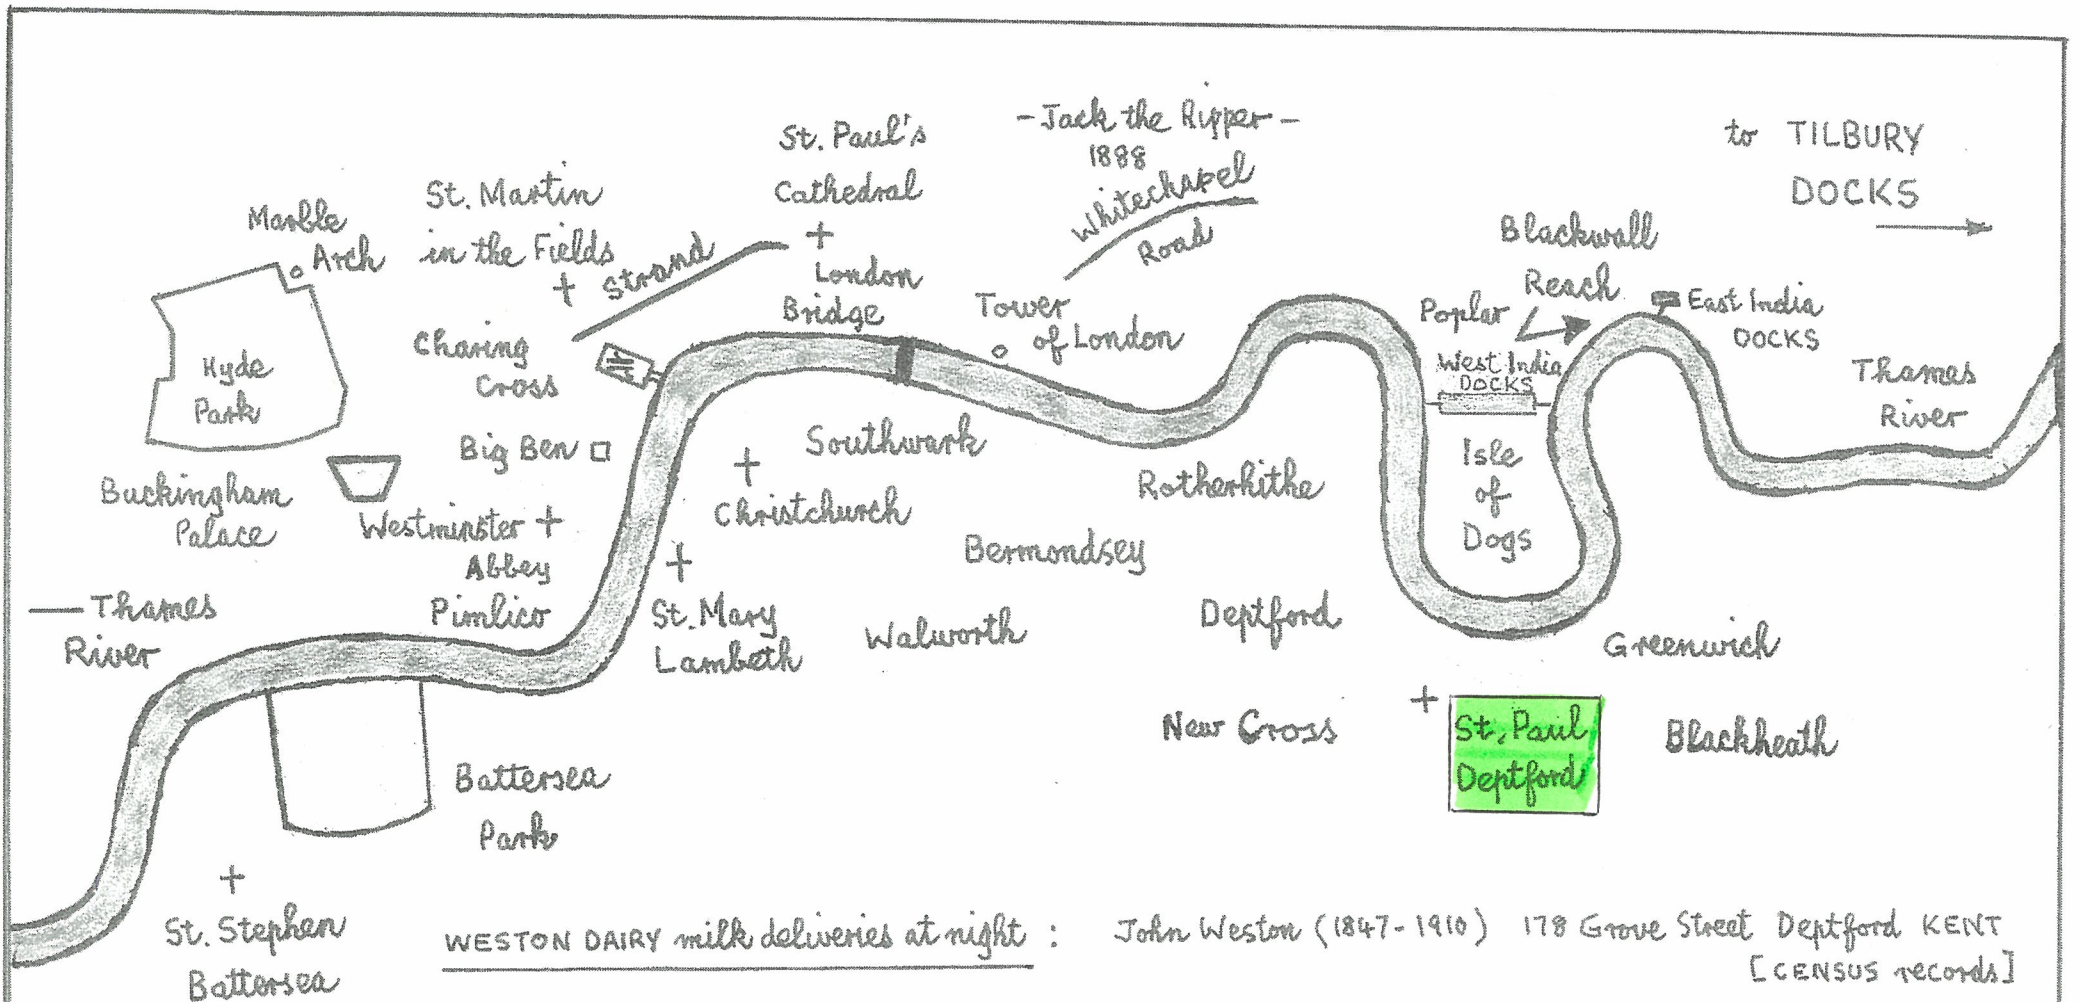 - Jack the Ripper -
1888
Whitechapel
Road
St. Paul's
Cathedral
to TILBURY
DOCKS
Marble
Arch
St. Martin
in the Fields
Strand
London
Bridge
Tower
of London
Blackwall
Reach
Poplar
East India
DOCKS
West India
DOCKS
Thames
River
Hyde
Park
Charing
Cross
Big Ben
Southwark
Christchurch
Rotherhithe
Isle
of
Dogs
Buckingham
Palace
Westminster
Abbey
Pimlico
Bermondsey
Thames
River
St. Mary
Lambeth
Walworth
Deptford
Greenwich
New Cross
St. Paul
Deptford
Blackheath
Battersea
Park
St. Stephen
Battersea
WESTON DAIRY milk deliveries at night : John Weston (1847-1910) 178 Grove Street Deptford KENT
[CENSUS records]